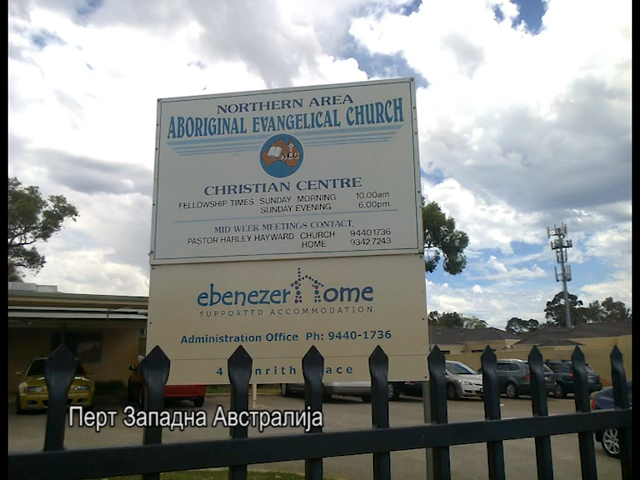 NORTHERN AREA
ABORIGINAL EVANGELICAL CHURCH
AEC
CHRISTIAN CENTRE
FELLOWSHIP TIMES SUNDAY MORNING 10.00am
SUNDAY EVENING 6.00pm
MID WEEK MEETINGS CONTACT,
PASTOR HARLEY HAYWARD CHURCH 94401736
HOME 93427243
ebenezer Home
SUPPORTED ACCOMMODATION
Administration Office Ph: 9440-1736
4
Перт Западна Австралија